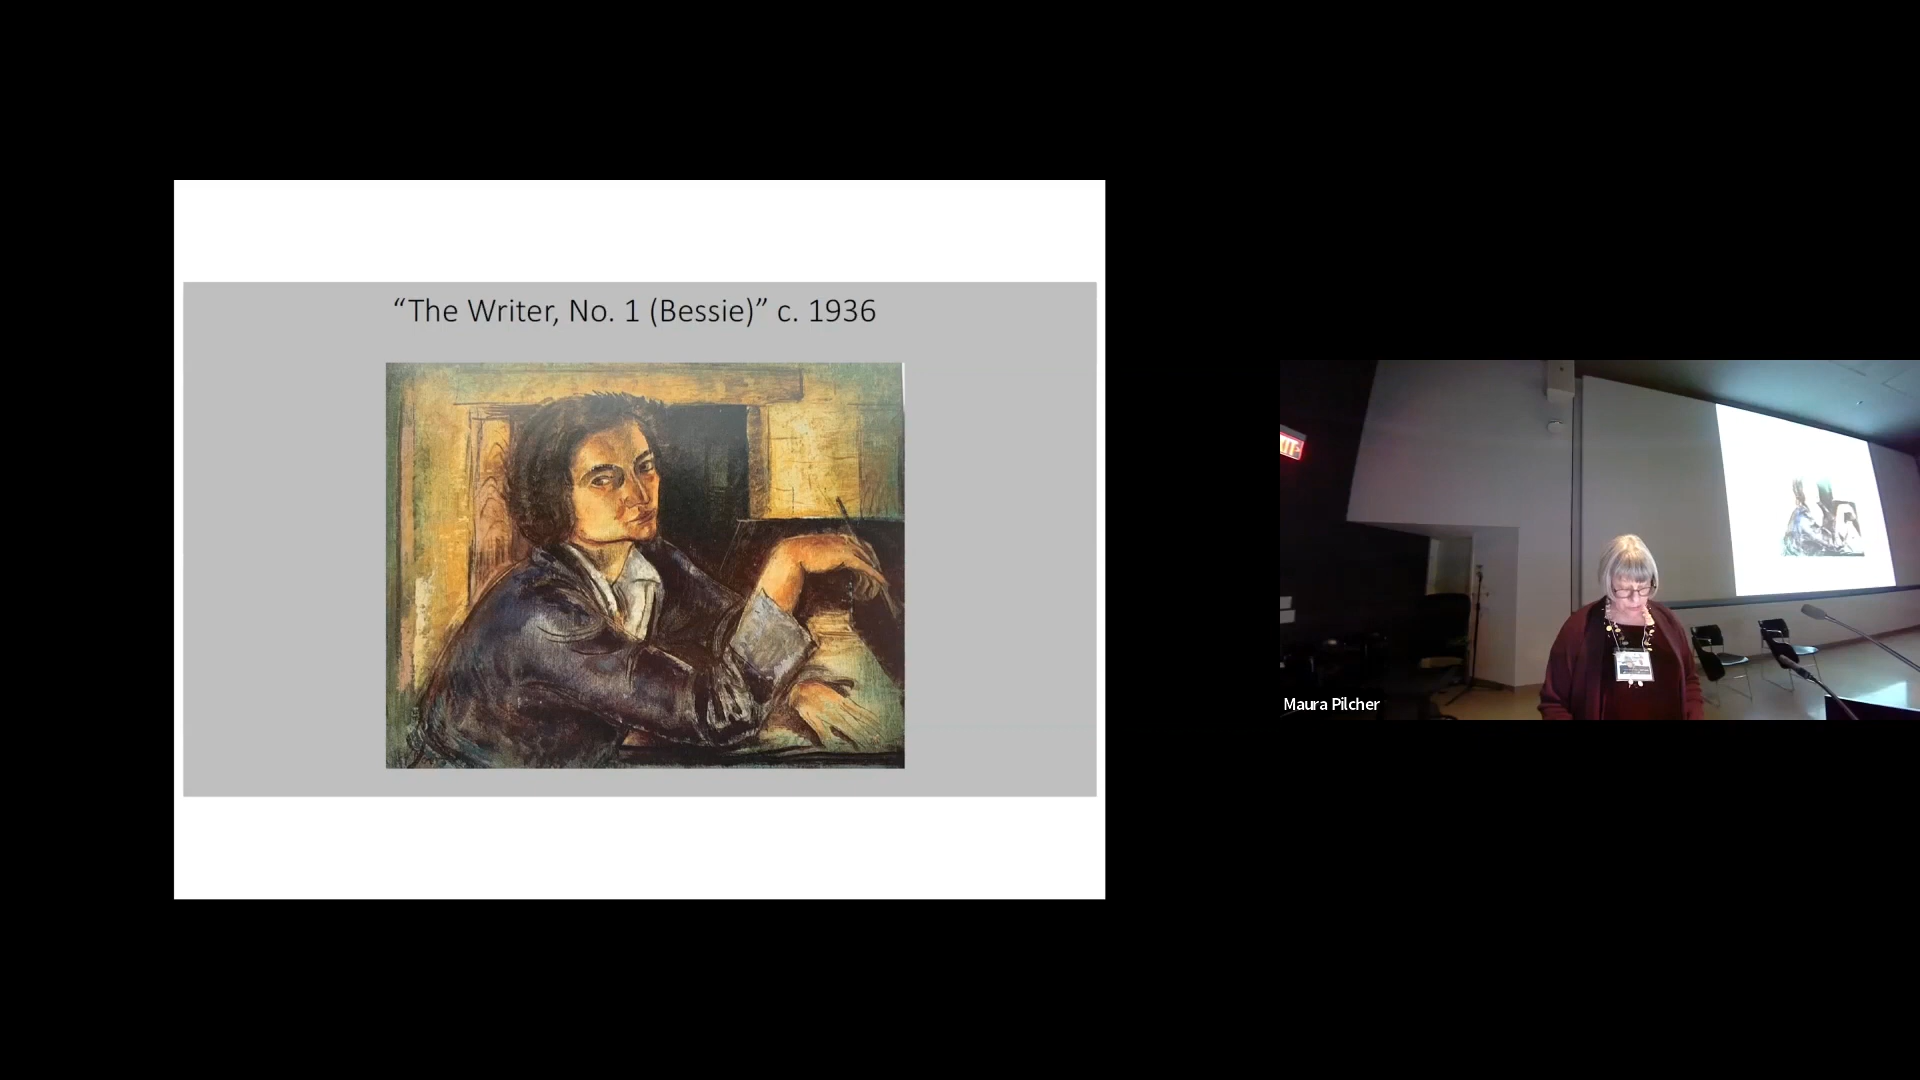 “The Writer, No. 1 (Bessie)” c. 1936
Maura Pilcher